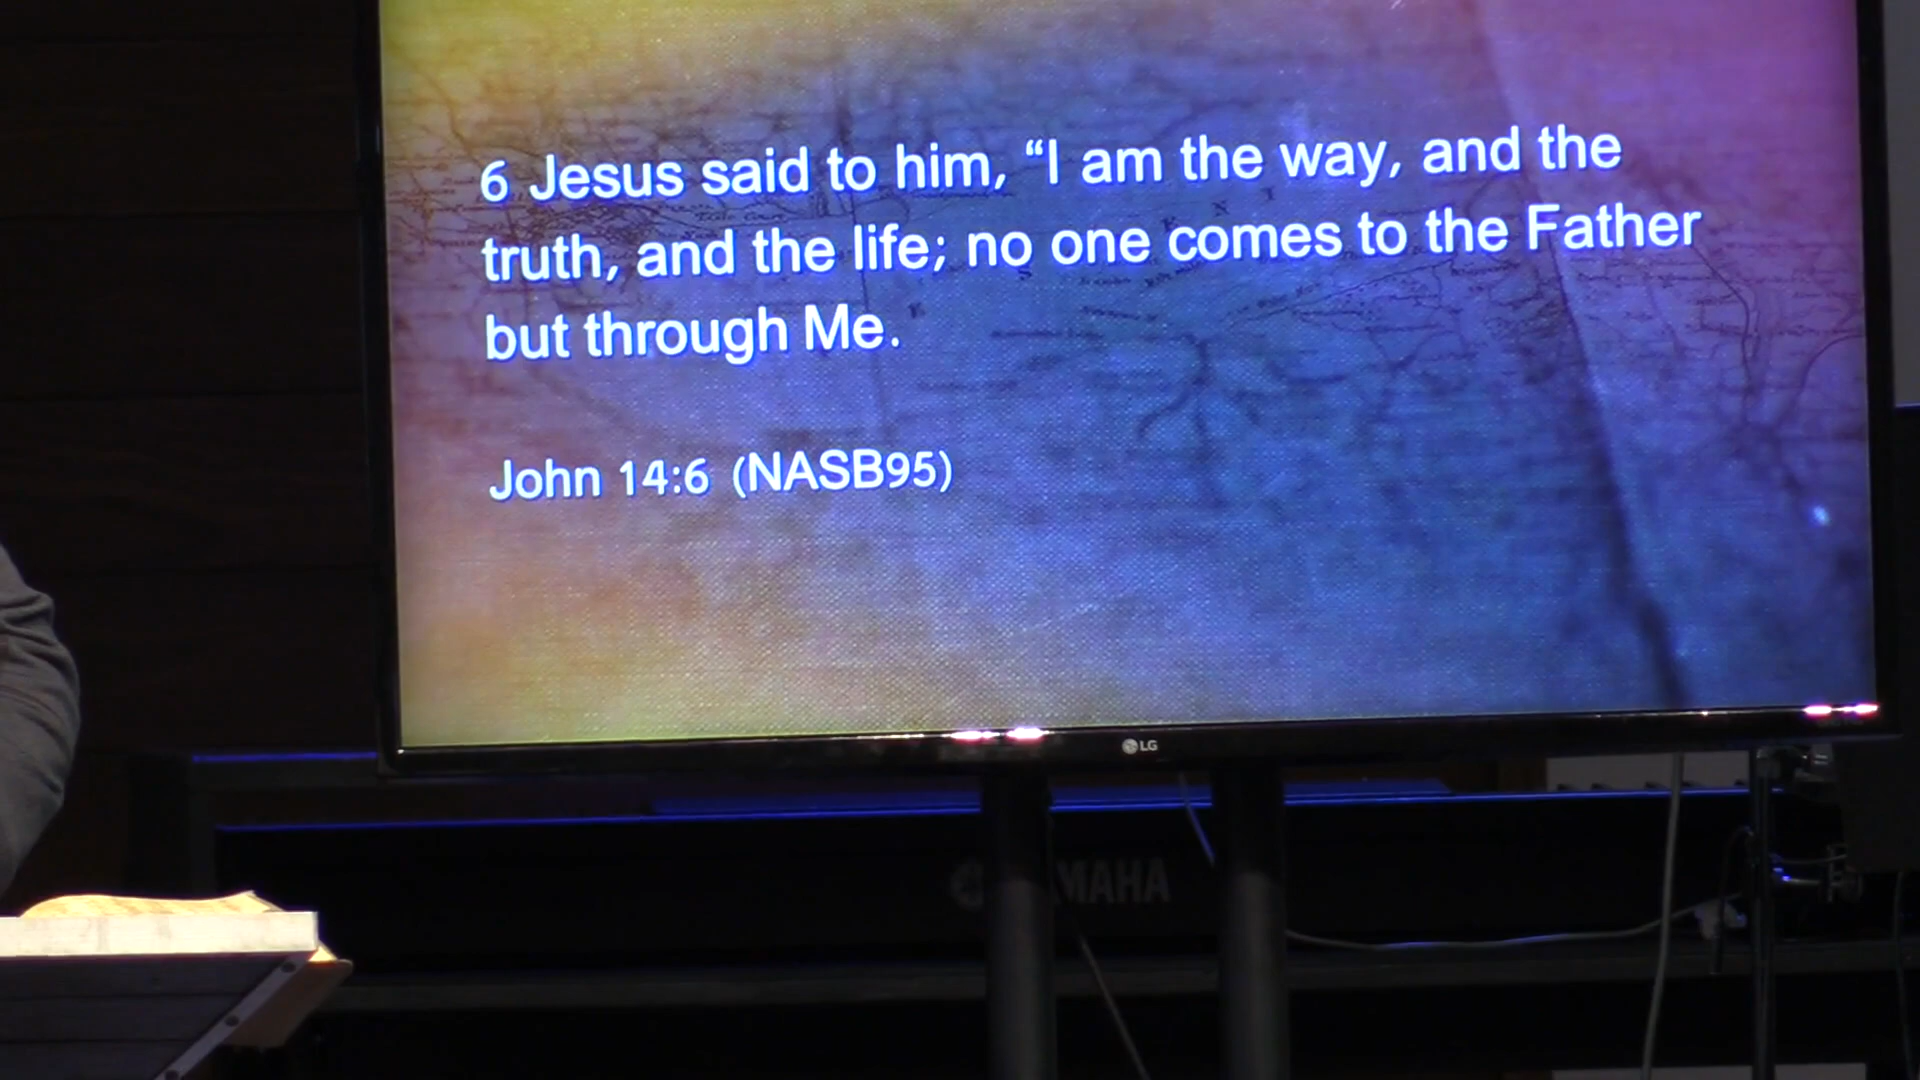 6 Jesus said to him, “I am the way, and the
truth, and the life; no one comes to the Father
but through Me.
John 14:6 (NASB95)
LG
MAHA